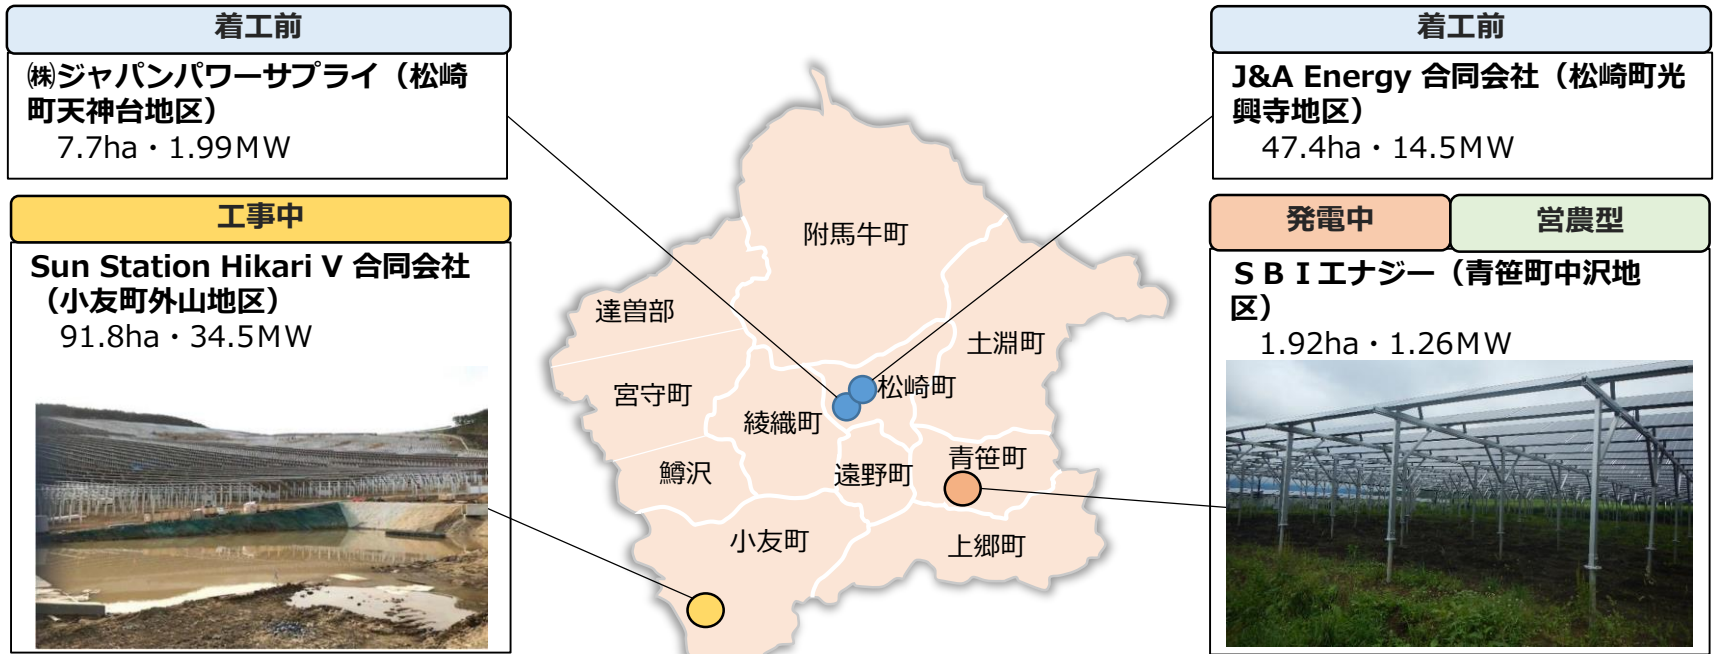 着工前
㈱ジャパンパワーサプライ（松崎
町天神台地区）
7.7ha・1.99ＭＷ
工事中
Sun Station Hikari V 合同会社
（小友町外山地区）
91.8ha・34.5ＭＷ
附馬牛町
達曽部
土淵町
宮守町
松崎町
綾織町
鱒沢
遠野町
青笹町
小友町
上郷町
着工前
J&A Energy 合同会社（松崎町光
興寺地区）
47.4ha・14.5ＭＷ
発電中
営農型
ＳＢＩエナジー（青笹町中沢地
区）
1.92ha・1.26ＭＷ